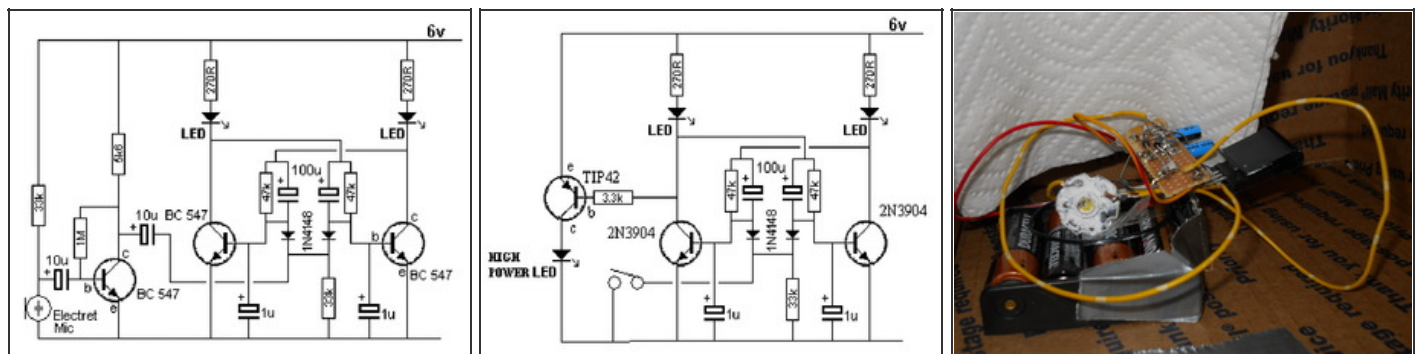 6v
270R
270R
LED
LED
5k6
33k
1M
10u
10u
BC 547
47k
100u
47k
1N4148
c
b
e
BC 547
c
b
e
BC 547
33k
1u
1u
Electret
Mic
6v
270R
270R
LED
LED
e
TIP42
b
c
3.3k
47k
100u
47k
2N3904
1N4148
2N3904
HIGH
POWER LED
33k
1u
1u
Thankyou for